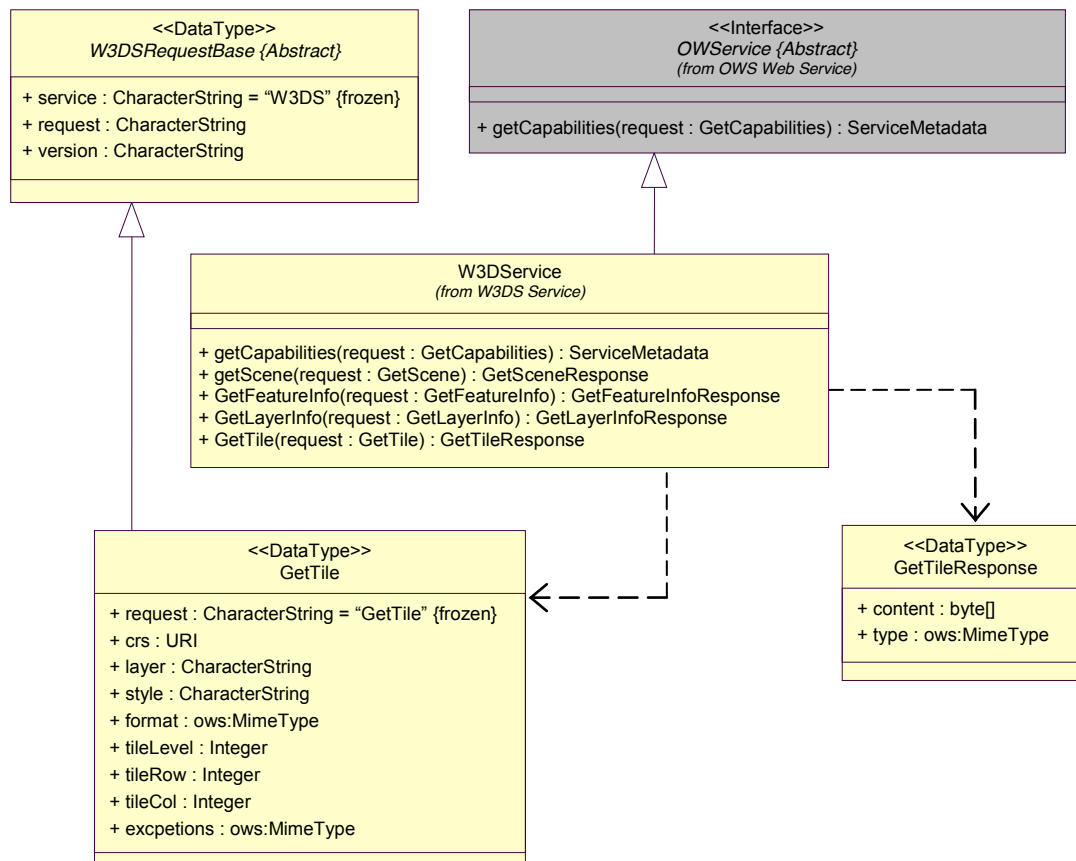 <<DataType>>
W3DSRequestBase {Abstract}
+ service : CharacterString = “W3DS” {frozen}
+ request : CharacterString
+ version : CharacterString
<<Interface>>
OWService {Abstract}
(from OWS Web Service)
+ getCapabilities(request : GetCapabilities) : ServiceMetadata
W3DService
(from W3DS Service)
+ getCapabilities(request : GetCapabilities) : ServiceMetadata
+ getScene(request : GetScene) : GetSceneResponse
+ GetFeatureInfo(request : GetFeatureInfo) : GetFeatureInfoResponse
+ GetLayerInfo(request : GetLayerInfo) : GetLayerInfoResponse
+ GetTile(request : GetTile) : GetTileResponse
<<DataType>>
GetTile
+ request : CharacterString = “GetTile” {frozen}
+ crs : URI
+ layer : CharacterString
+ style : CharacterString
+ format : ows:MimeType
+ tileLevel : Integer
+ tileRow : Integer
+ tileCol : Integer
+ excpetions : ows:MimeType
<<DataType>>
GetTileResponse
+ content : byte[]
+ type : ows:MimeType